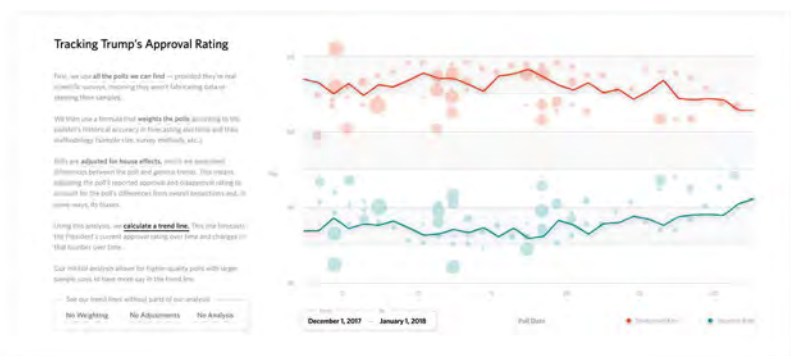 Tracking Trump's Approval Rating
First, we use all the polls we can find — provided they're real
scientific surveys, meaning they aren't fabricating data or
skewing their samples.
We then use a formula that weights the polls according to the
pollster's historical accuracy in forecasting elections and their
methodology (sample size, survey methods, etc.)
Polls are adjusted for house effects, which are persistent
differences between the poll and general trends. This means
adjusting the poll's reported approval and disapproval rating to
account for the poll's differences from overall projections and, in
some ways, its biases.
Using this analysis, we calculate a trend line. This line forecasts
the President's current approval rating over time and changes in
that number over time.
Our model analysis allows for higher-quality polls with larger
sample sizes to have more say in the trend line.
See our trend lines without parts of our analysis
No Weighting No Adjusments No Analysis
December 1, 2017 — January 1, 2018
Poll Dots